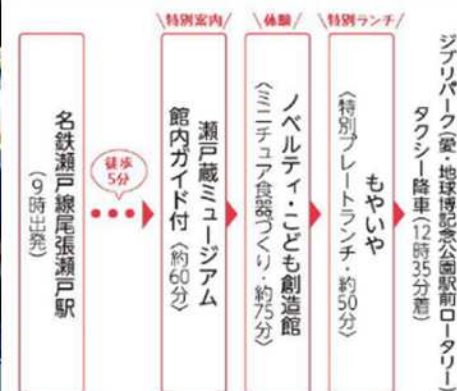 名鉄瀬戸線尾張瀬戸駅
(9時出発)
徒歩
5分
\特別案内/
瀬戸蔵ミュージアム
館内ガイド付〈約60分〉
\体験/
ノベルティ・こども創造館
〈ミニチュア食器づくり・約75分〉
\特別ランチ/
もやいや
〈特別プレートランチ・約50分〉
ジブリパーク(愛・地球博記念公園駅前ロータリー)
タクシー降車(12時35分着)